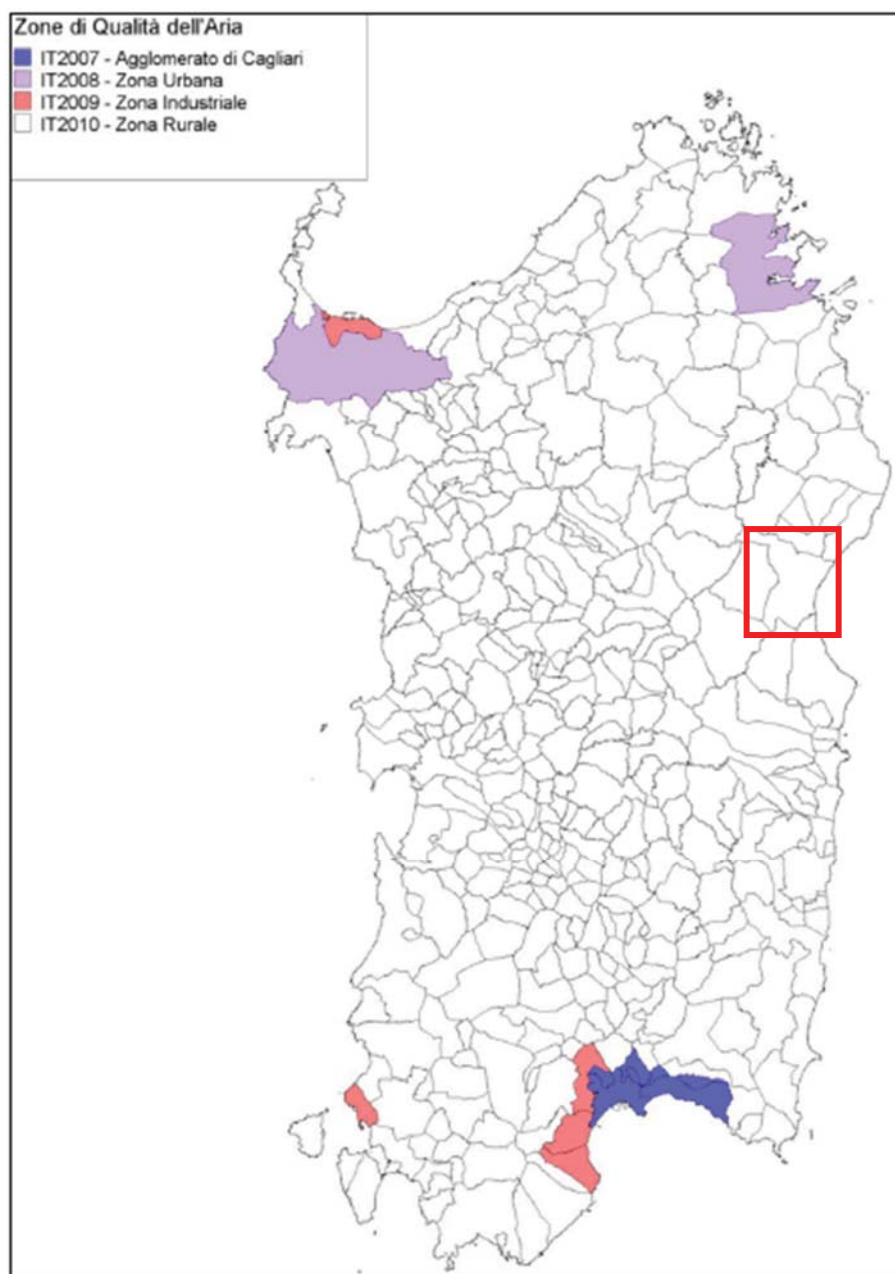 Zone di Qualità dell'Aria
IT2007 - Agglomerato di Cagliari
IT2008 - Zona Urbana
IT2009 - Zona Industriale
IT2010 - Zona Rurale